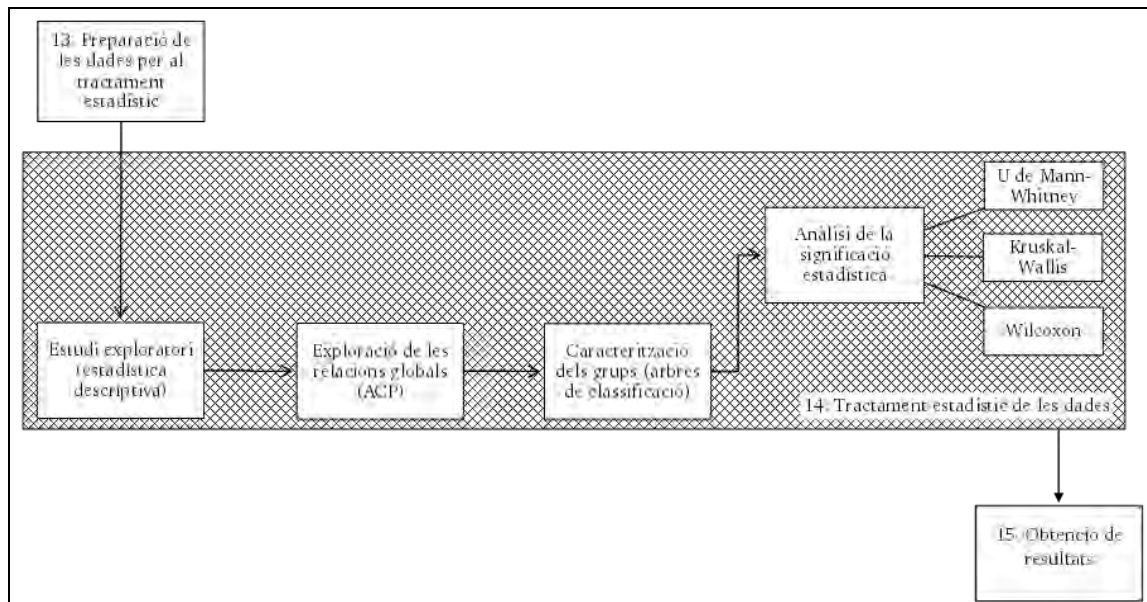 13. Preparació de
les dades per al
tractament
estadístic
U de Mann-
Whitney
Anàlisi de la
significació
estadística
Kruskal-
Wallis
Wilcoxon
Estudi exploratori
(estadística
descriptiva)
Exploració de les
relacions globals
(ACP)
Caracterització
dels grups (arbres
de classificació)
14. Tractament estadístic de les dades
15. Obtenció de
resultats